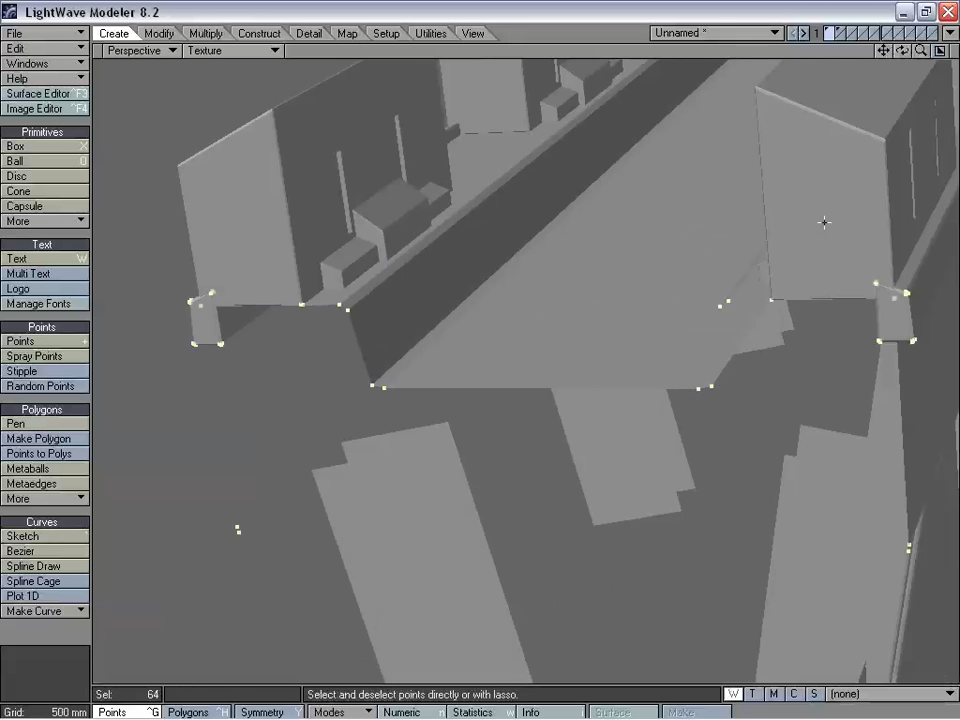 LightWave Modeler 8.2
File
Edit
Windows
Help
Surface Editor ^F3
Image Editor ^F4
Create Modify Multiply Construct Detail Map Setup Utilities View
Unnamed *
1
Perspective Texture
Primitives
Box X
Ball O
Disc
Cone
Capsule
More
Text
Text W
Multi Text
Logo
Manage Fonts
Points
Points +
Spray Points
Stipple
Random Points
Polygons
Pen
Make Polygon
Points to Polys
Metaballs
Metaedges
More
Curves
Sketch
Bezier
Spline Draw
Spline Cage
Plot 1D
Make Curve
Sel: 64
Select and deselect points directly or with lasso.
W T M C S (none)
Grid: 500 mm
Points ^G Polygons ^H Symmetry Y Modes Numeric n Statistics w Info i Surface Make